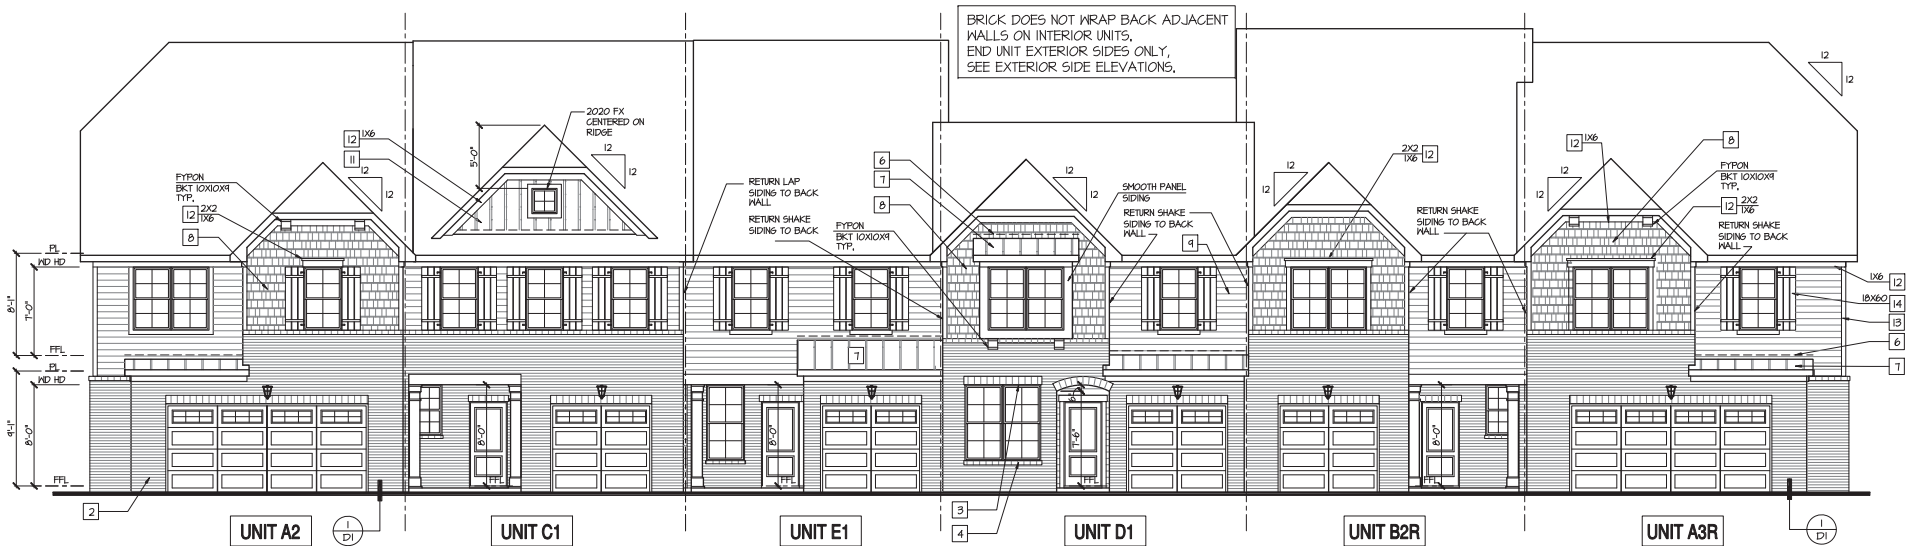 BRICK DOES NOT WRAP BACK ADJACENT
WALLS ON INTERIOR UNITS,
END UNIT EXTERIOR SIDES ONLY,
SEE EXTERIOR SIDE ELEVATIONS.
12
12
2020 FX
CENTERED ON
RIDGE
12
1X6
11
5'-0"
12
12
FYPON
BKT 10X10X9
TYP.
12
2X2
1X6
8
12
12
RETURN LAP
SIDING TO BACK
WALL
RETURN SHAKE
SIDING TO BACK
FYPON
BKT 10X10X9
TYP.
6
7
8
12
12
SMOOTH PANEL
SIDING
RETURN SHAKE
SIDING TO BACK
WALL
9
12
12
2X2
1X6
12
RETURN SHAKE
SIDING TO BACK
WALL
12
12
12
1X6
8
FYPON
BKT 10X10X9
TYP.
12
2X2
1X6
RETURN SHAKE
SIDING TO BACK
WALL
PL
WD HD
8'-1"
7'-0"
FFL
PL
WD HD
9'-1"
8'-0"
FFL
7
1X6
12
18X60
14
13
6
7
8'-0"
FFL
8'-0"
FFL
6"
7'-6"
FFL
8'-0"
FFL
2
3
4
UNIT A2
1
D1
UNIT C1
UNIT E1
UNIT D1
UNIT B2R
UNIT A3R
1
D1